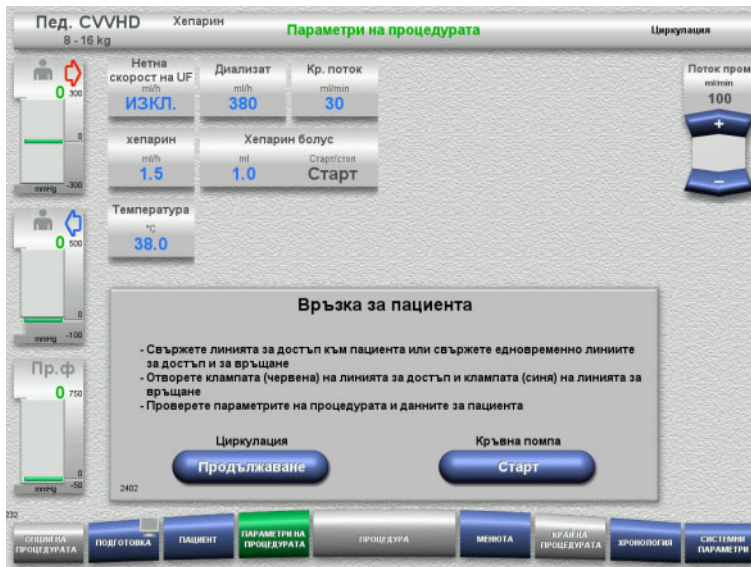 Пед. CVVHD Хепарин
8 - 16 kg
Параметри на процедурата
Циркулация
0 300
0
mmHg -300
Нетна
скорост на UF
ml/h
ИЗКЛ.
Диализат
ml/h
380
Кр. поток
ml/min
30
Поток пром
ml/min
100
+
–
хепарин
ml/h
1.5
Хепарин болус
ml Старт/стоп
1.0 Старт
Температура
°C
38.0
0 500
0
mmHg -100
Пр.ф
0 750
0
mmHg -50
Връзка за пациента
- Свържете линията за достъп към пациента или свържете едновременно линиите
за достъп и за връщане
- Отворете клампата (червена) на линията за достъп и клампата (синя) на линията за
връщане
- Проверете параметрите на процедурата и данните за пациента
Циркулация Кръвна помпа
Продължаване Старт
2402
232
ОПЦИИ НА
ПРОЦЕДУРАТА
ПОДГОТОВКА
ПАЦИЕНТ
ПАРАМЕТРИ НА
ПРОЦЕДУРАТА
ПРОЦЕДУРА
МЕНЮТА
КРАЙ НА
ПРОЦЕДУРАТА
ХРОНОЛОГИЯ
СИСТЕМНИ
ПАРАМЕТРИ